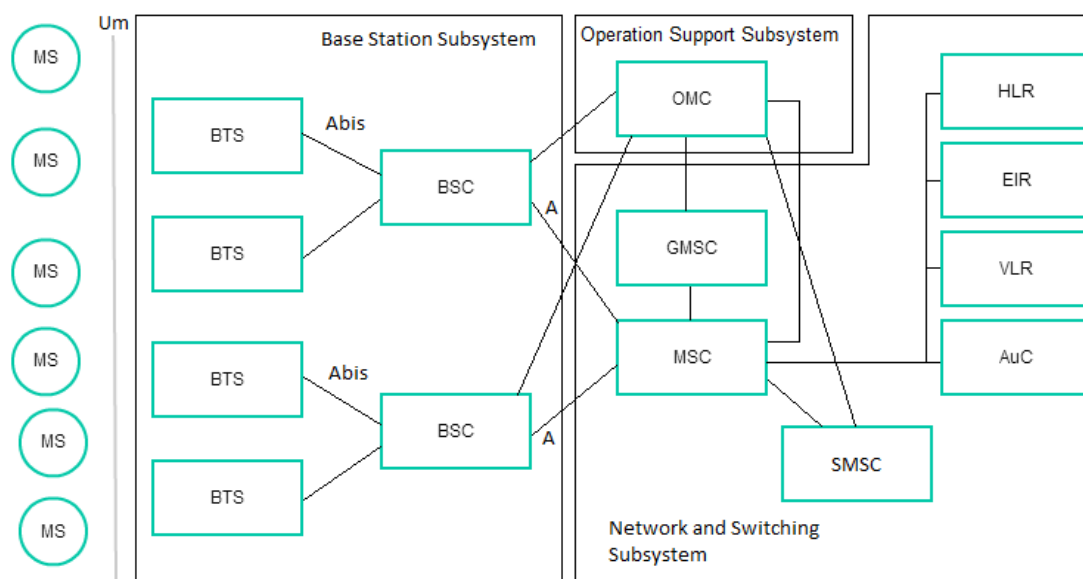 Um
Base Station Subsystem
Operation Support Subsystem
MS
OMC
HLR
BTS
Abis
MS
BSC
EIR
A
BTS
GMSC
VLR
MS
MS
BTS
Abis
MSC
AuC
MS
BSC
A
SMSC
BTS
MS
Network and Switching
Subsystem